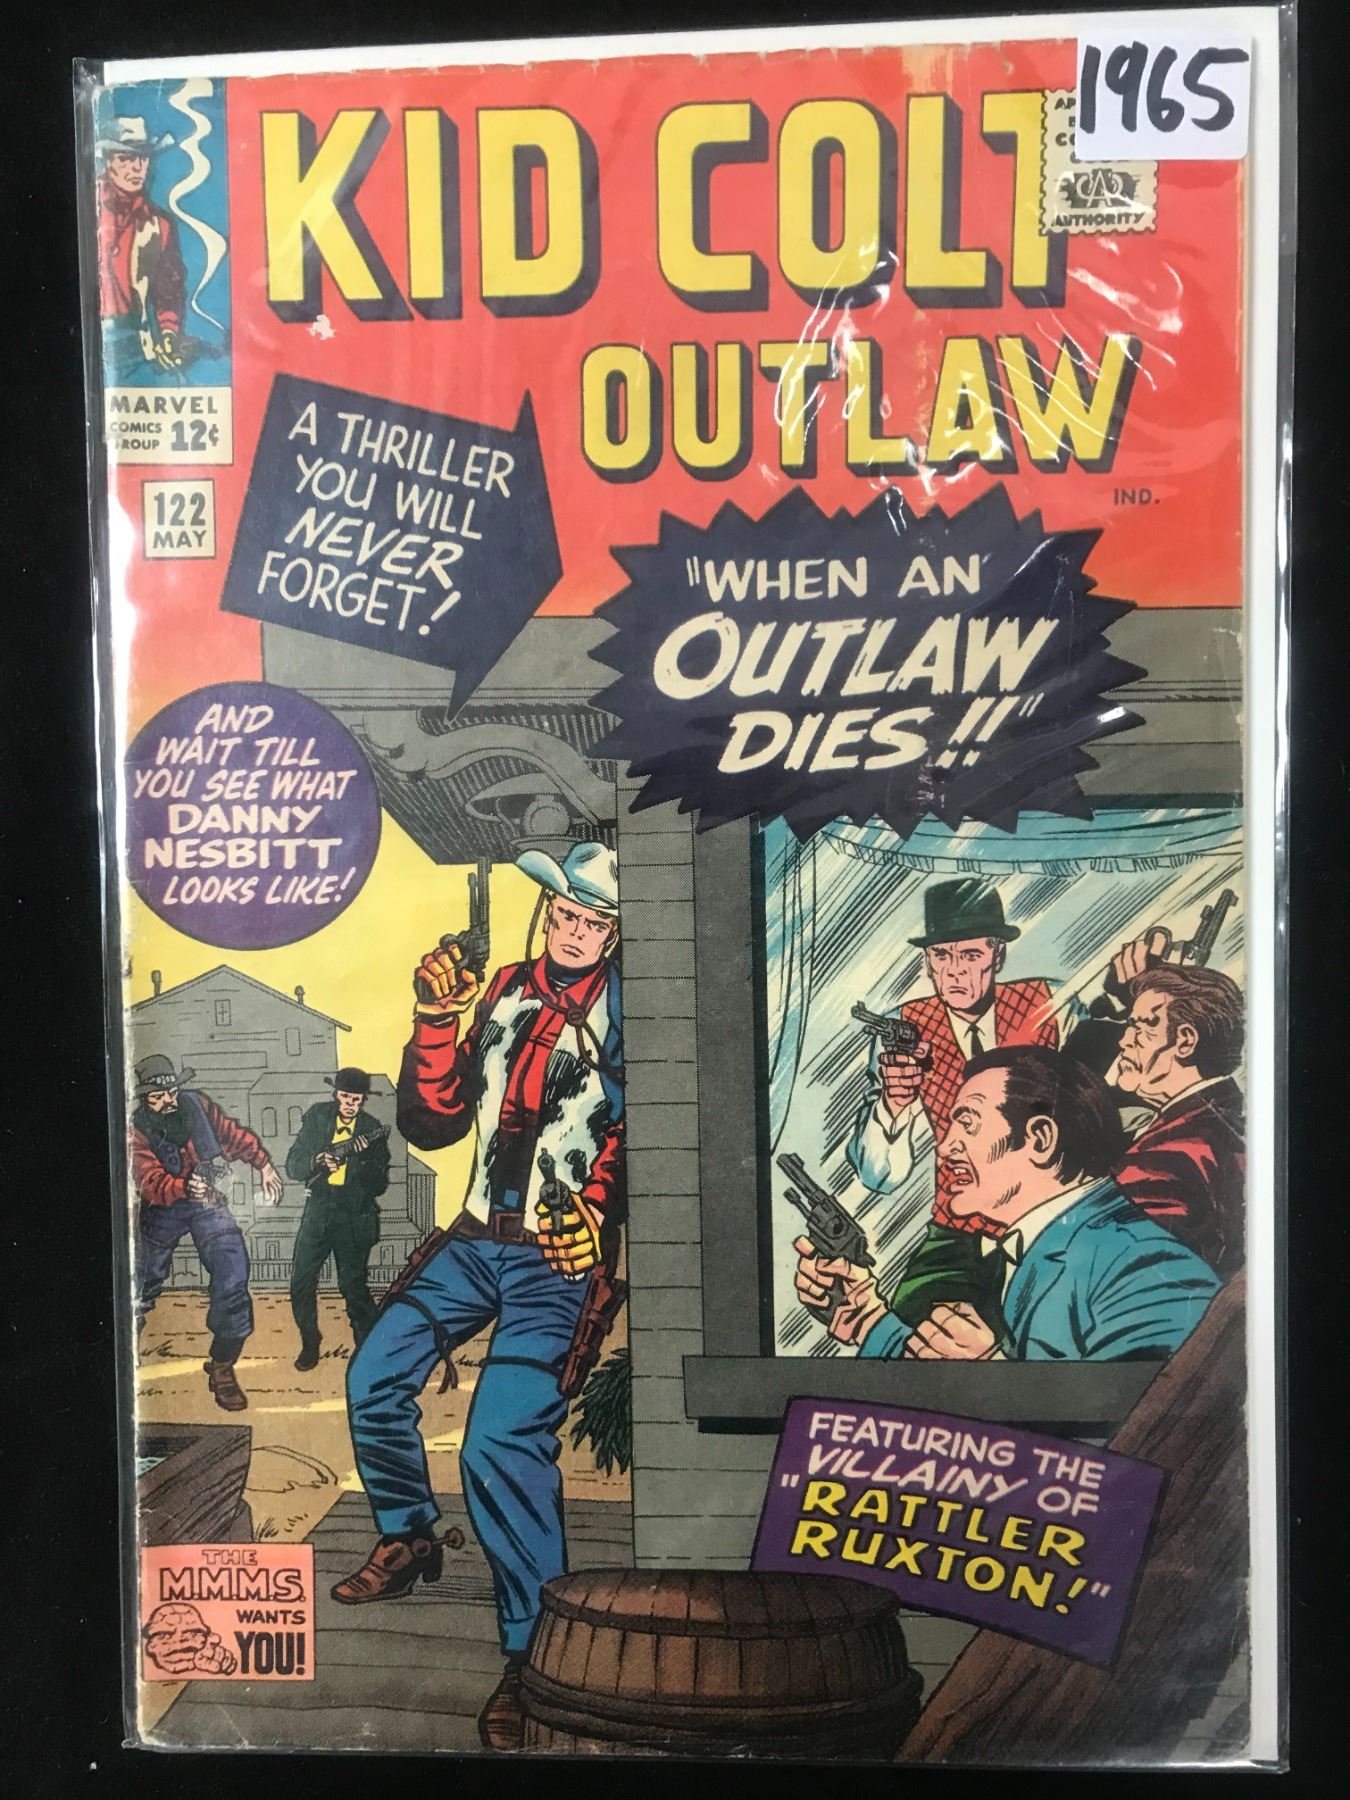 1965
KID COLT
OUTLAW
AUTHORITY
MARVEL
COMICS
12¢
122
MAY
IND.
A THRILLER
YOU WILL
NEVER
FORGET!
"WHEN AN
OUTLAW
DIES!!"
AND
WAIT TILL
YOU SEE WHAT
DANNY
NESBITT
LOOKS LIKE!
FEATURING THE
VILLAINY OF
"RATTLER
RUXTON!"
THE
M.M.M.S.
WANTS
YOU!